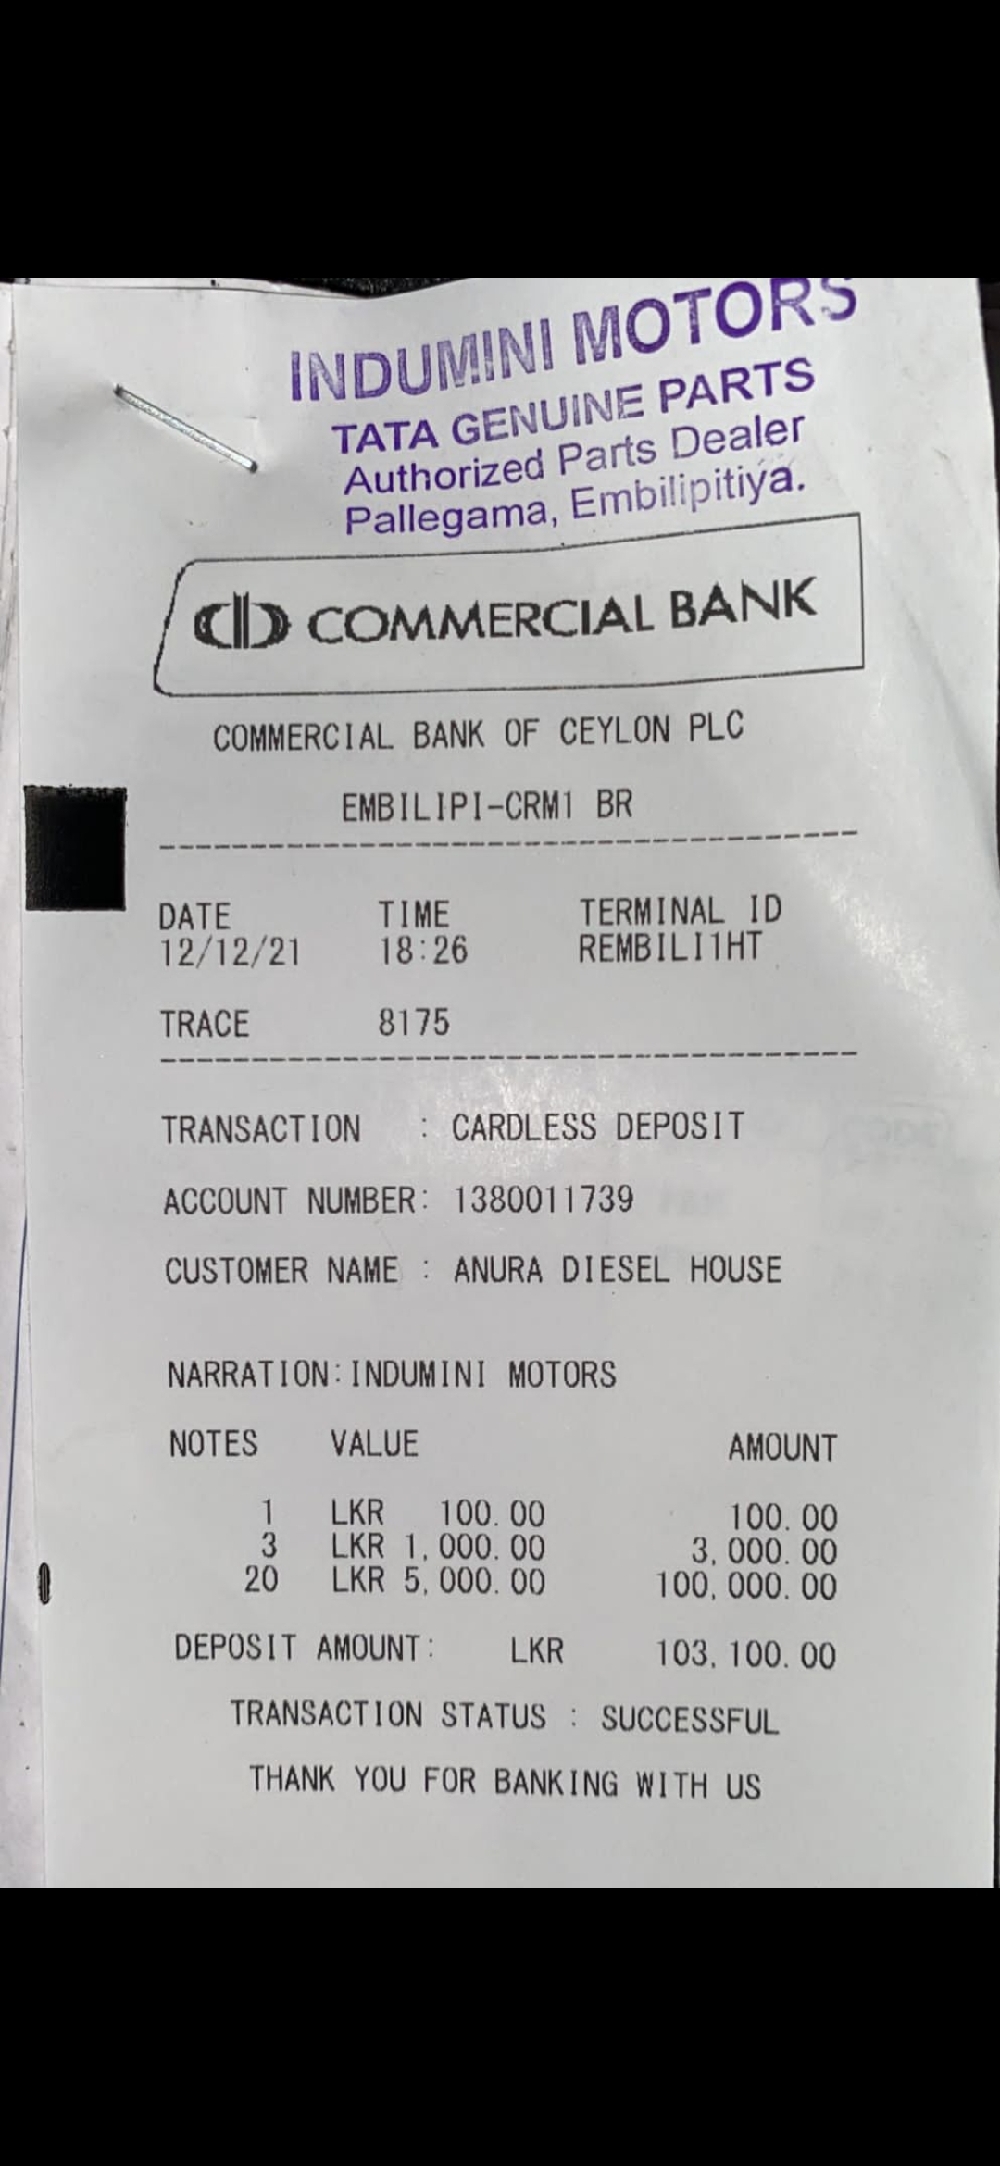 INDUMINI MOTORS
TATA GENUINE PARTS
Authorized Parts Dealer
Pallegama, Embilipitiya.
COMMERCIAL BANK
COMMERCIAL BANK OF CEYLON PLC
EMBILIPI-CRM1 BR
DATE TIME TERMINAL ID
12/12/21 18:26 REMBILI1HT
TRACE 8175
TRANSACTION : CARDLESS DEPOSIT
ACCOUNT NUMBER: 1380011739
CUSTOMER NAME : ANURA DIESEL HOUSE
NARRATION:INDUMINI MOTORS
NOTES VALUE AMOUNT
1 LKR 100.00 100.00
3 LKR 1,000.00 3,000.00
20 LKR 5,000.00 100,000.00
DEPOSIT AMOUNT: LKR 103,100.00
TRANSACTION STATUS : SUCCESSFUL
THANK YOU FOR BANKING WITH US